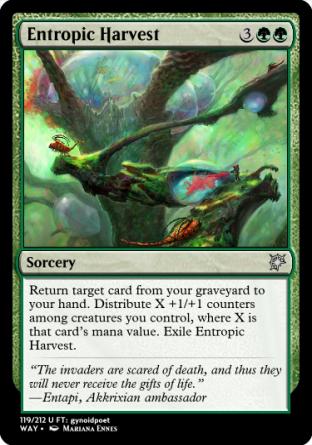 Entropic Harvest 3
Sorcery
Return target card from your graveyard to
your hand. Distribute X +1/+1 counters
among creatures you control, where X is
that card's mana value. Exile Entropic
Harvest.
“The invaders are scared of death, and thus they
will never receive the gifts of life.”
—Entapi, Akkrixian ambassador
119/212 U FT: gynoidpoet
WAY • Mariana Ennes